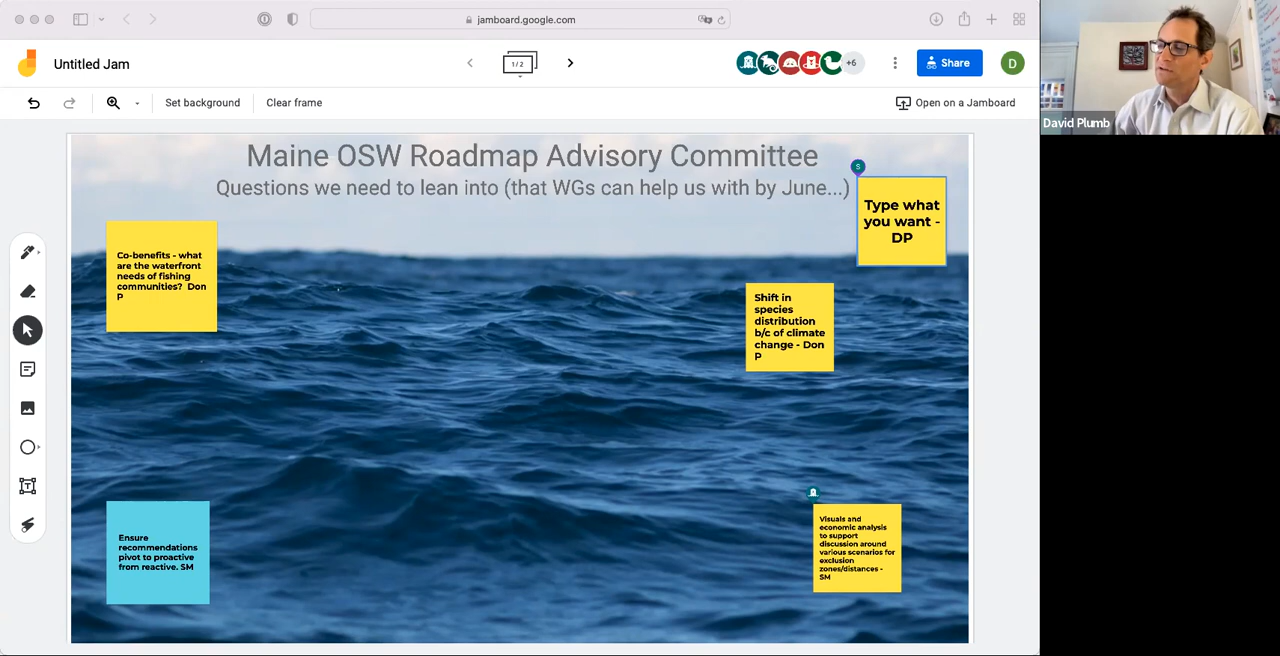 jamboard.google.com
Untitled Jam
1/2
+6
Share
D
Set background
Clear frame
Open on a Jamboard
David Plumb
Maine OSW Roadmap Advisory Committee
Questions we need to lean into (that WGs can help us with by June...)
S
Type what
you want -
DP
Co-benefits - what
are the waterfront
needs of fishing
communities? Don
P
Shift in
species
distribution
b/c of climate
change - Don
P
Ensure
recommendations
pivot to proactive
from reactive. SM
Visuals and
economic analysis
to support
discussion around
various scenarios for
exclusion
zones/distances -
SM